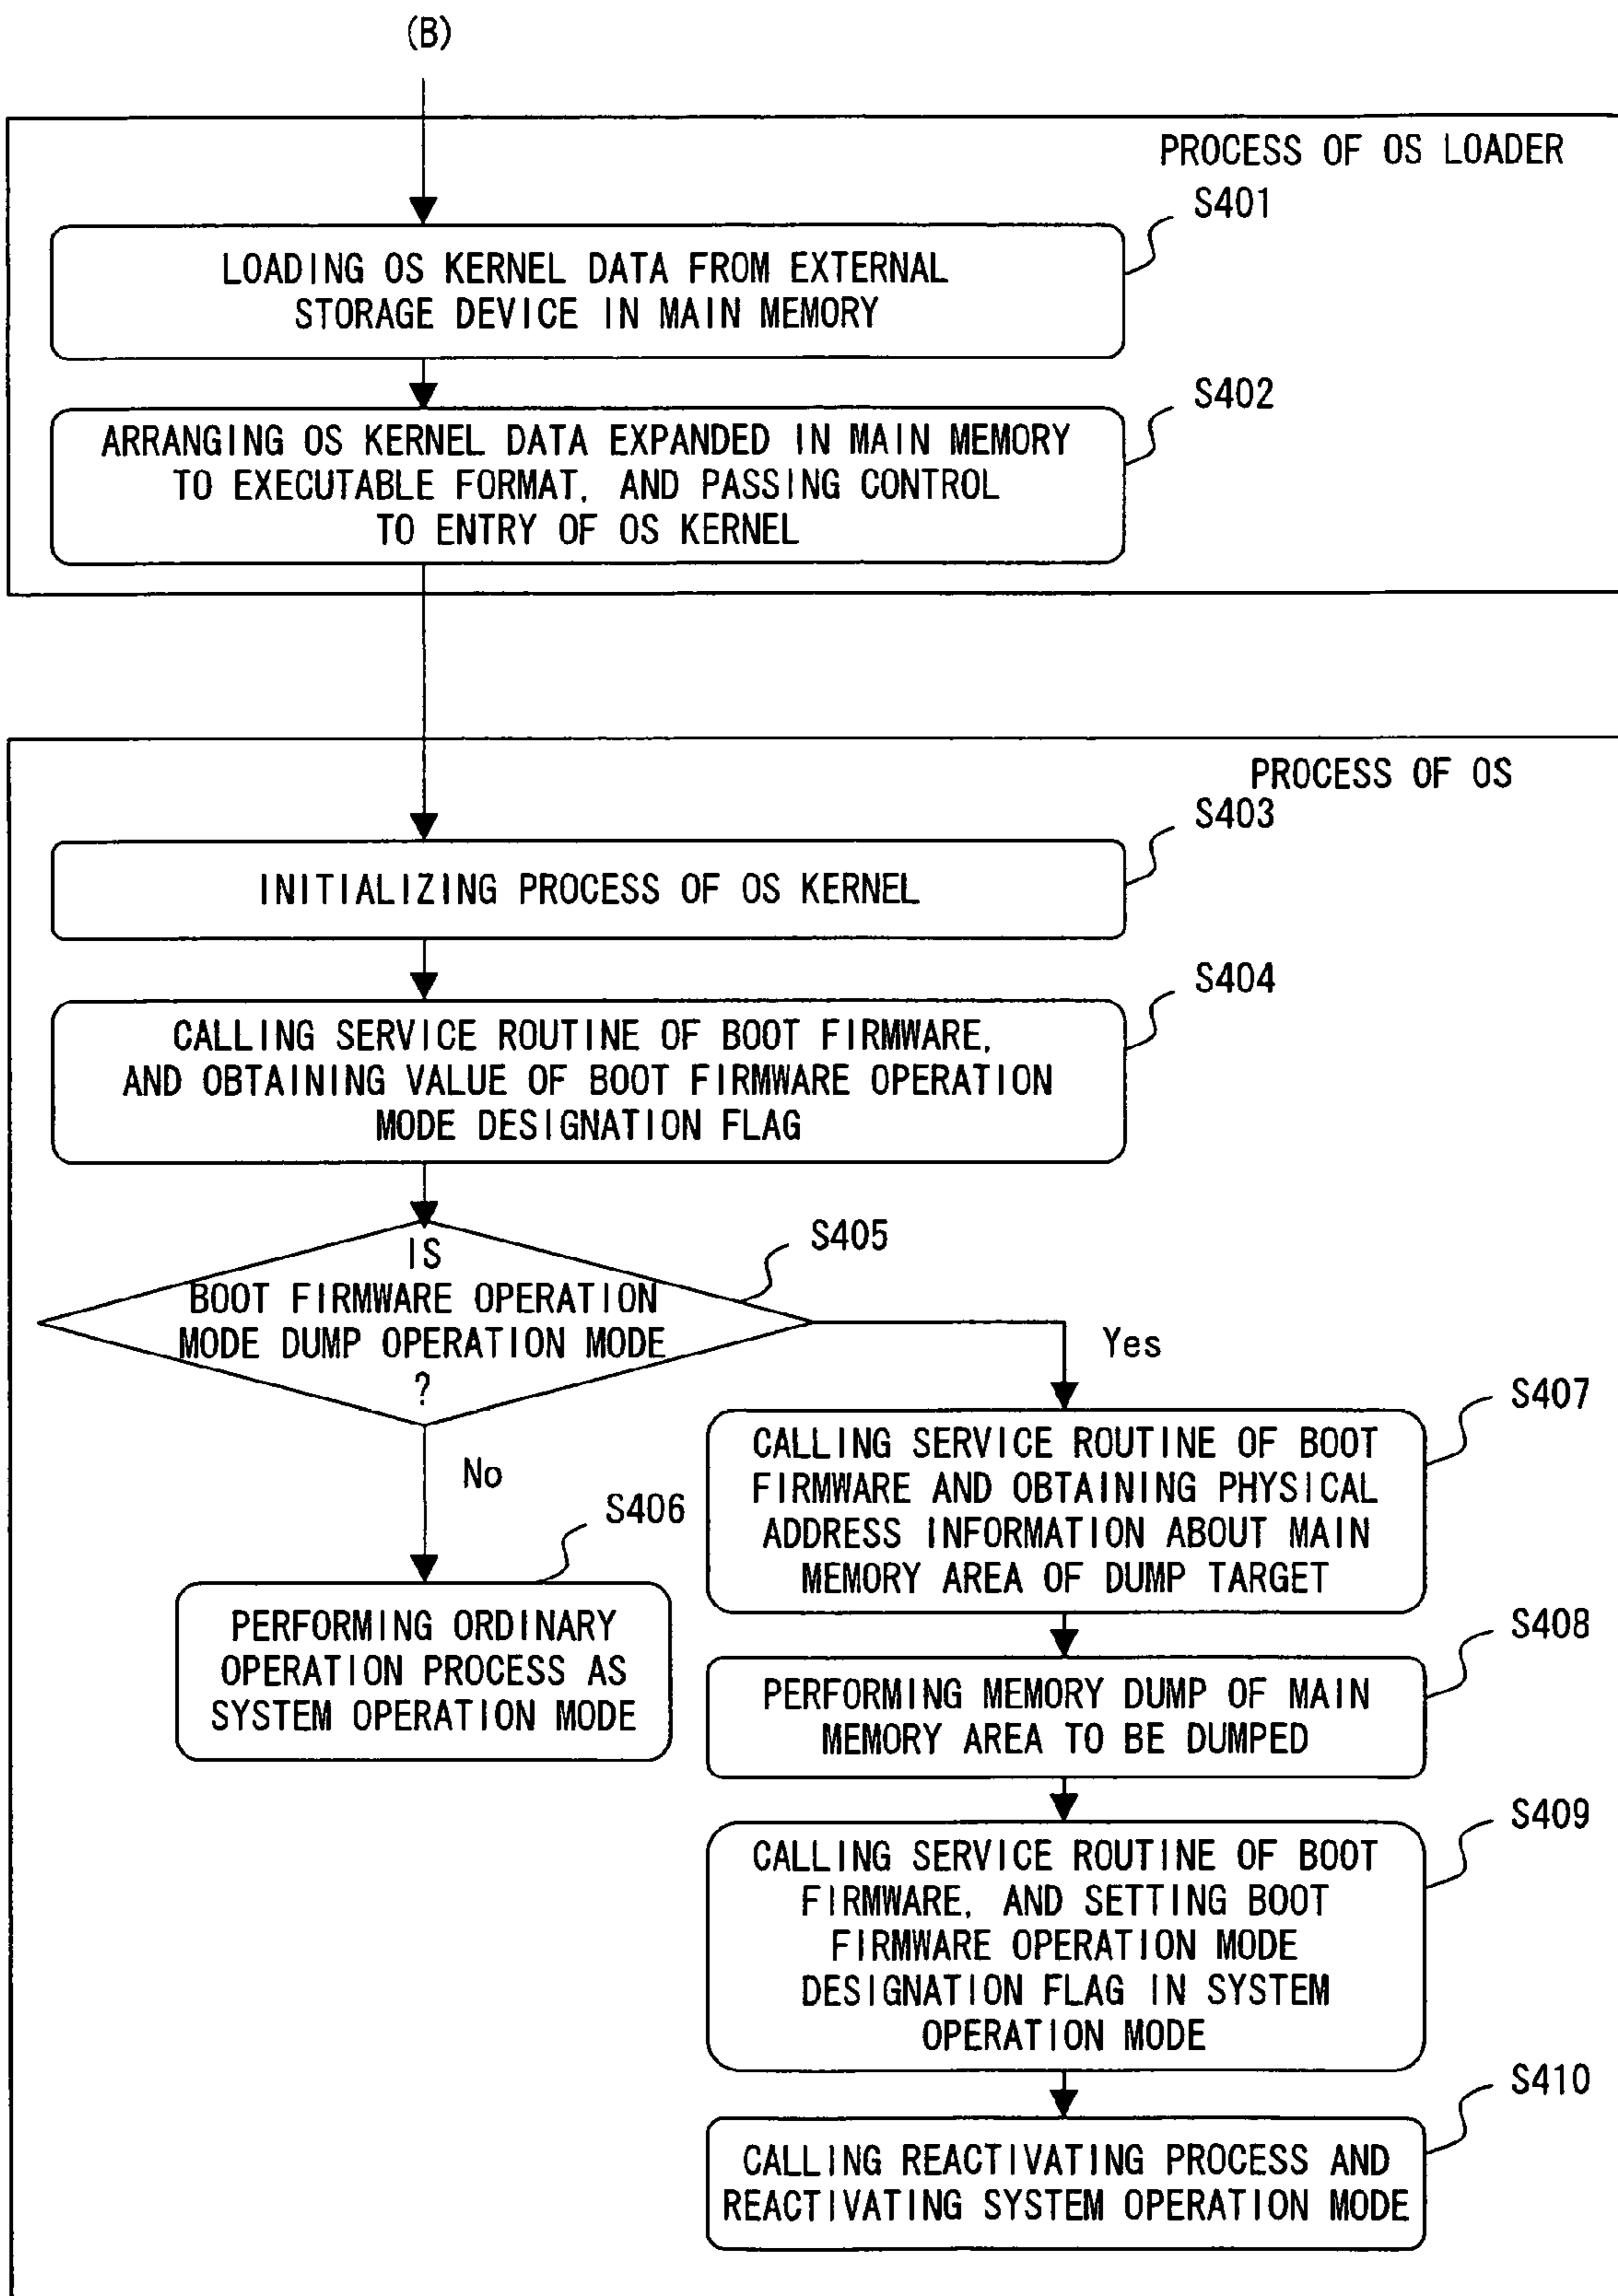 (B)
PROCESS OF OS LOADER
S401
LOADING OS KERNEL DATA FROM EXTERNAL
STORAGE DEVICE IN MAIN MEMORY
S402
ARRANGING OS KERNEL DATA EXPANDED IN MAIN MEMORY
TO EXECUTABLE FORMAT, AND PASSING CONTROL
TO ENTRY OF OS KERNEL
PROCESS OF OS
S403
INITIALIZING PROCESS OF OS KERNEL
S404
CALLING SERVICE ROUTINE OF BOOT FIRMWARE,
AND OBTAINING VALUE OF BOOT FIRMWARE OPERATION
MODE DESIGNATION FLAG
S405
IS
BOOT FIRMWARE OPERATION
MODE DUMP OPERATION MODE
?
Yes
No
S406
PERFORMING ORDINARY
OPERATION PROCESS AS
SYSTEM OPERATION MODE
S407
CALLING SERVICE ROUTINE OF BOOT
FIRMWARE AND OBTAINING PHYSICAL
ADDRESS INFORMATION ABOUT MAIN
MEMORY AREA OF DUMP TARGET
S408
PERFORMING MEMORY DUMP OF MAIN
MEMORY AREA TO BE DUMPED
S409
CALLING SERVICE ROUTINE OF BOOT
FIRMWARE, AND SETTING BOOT
FIRMWARE OPERATION MODE
DESIGNATION FLAG IN SYSTEM
OPERATION MODE
S410
CALLING REACTIVATING PROCESS AND
REACTIVATING SYSTEM OPERATION MODE